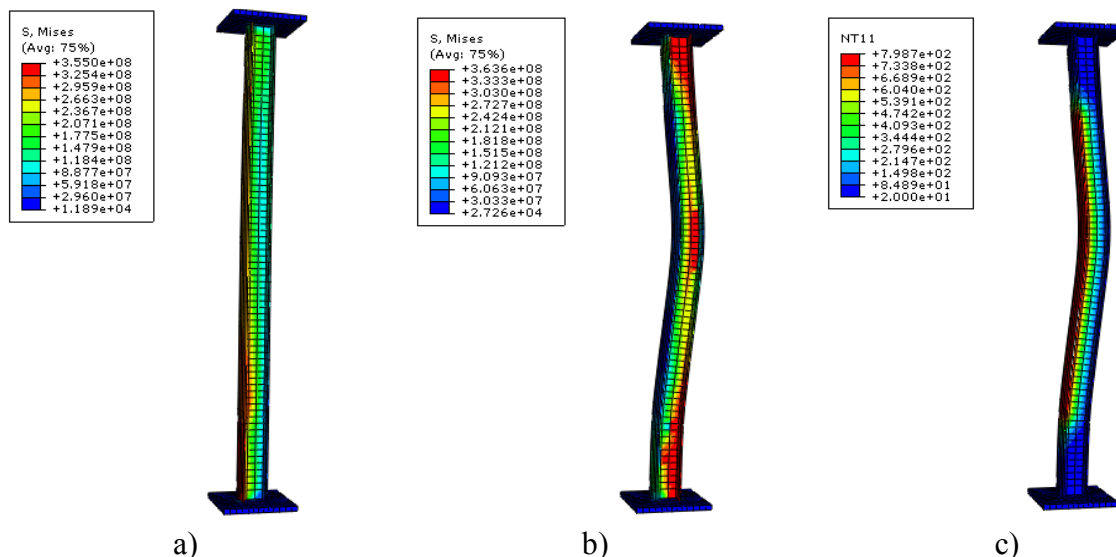 S, Mises
(Avg: 75%)
+3.550e+08
+3.254e+08
+2.959e+08
+2.663e+08
+2.367e+08
+2.071e+08
+1.775e+08
+1.479e+08
+1.184e+08
+8.877e+07
+5.918e+07
+2.960e+07
+1.189e+04
S, Mises
(Avg: 75%)
+3.636e+08
+3.333e+08
+3.030e+08
+2.727e+08
+2.424e+08
+2.121e+08
+1.818e+08
+1.515e+08
+1.212e+08
+9.093e+07
+6.063e+07
+3.033e+07
+2.726e+04
NT11
+7.987e+02
+7.338e+02
+6.689e+02
+6.040e+02
+5.391e+02
+4.742e+02
+4.093e+02
+3.444e+02
+2.796e+02
+2.147e+02
+1.498e+02
+8.489e+01
+2.000e+01
a)
b)
c)